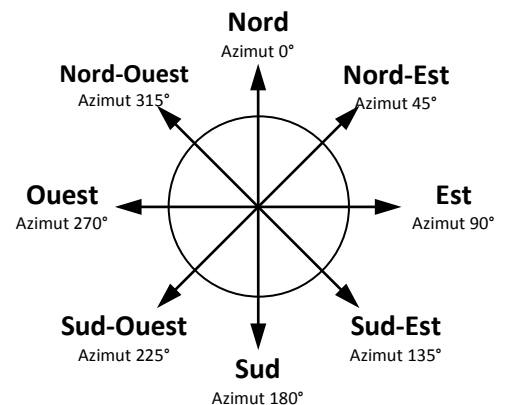 Nord
Azimut 0°
Nord-Ouest
Azimut 315°
Nord-Est
Azimut 45°
Ouest
Azimut 270°
Est
Azimut 90°
Sud-Ouest
Azimut 225°
Sud-Est
Azimut 135°
Sud
Azimut 180°